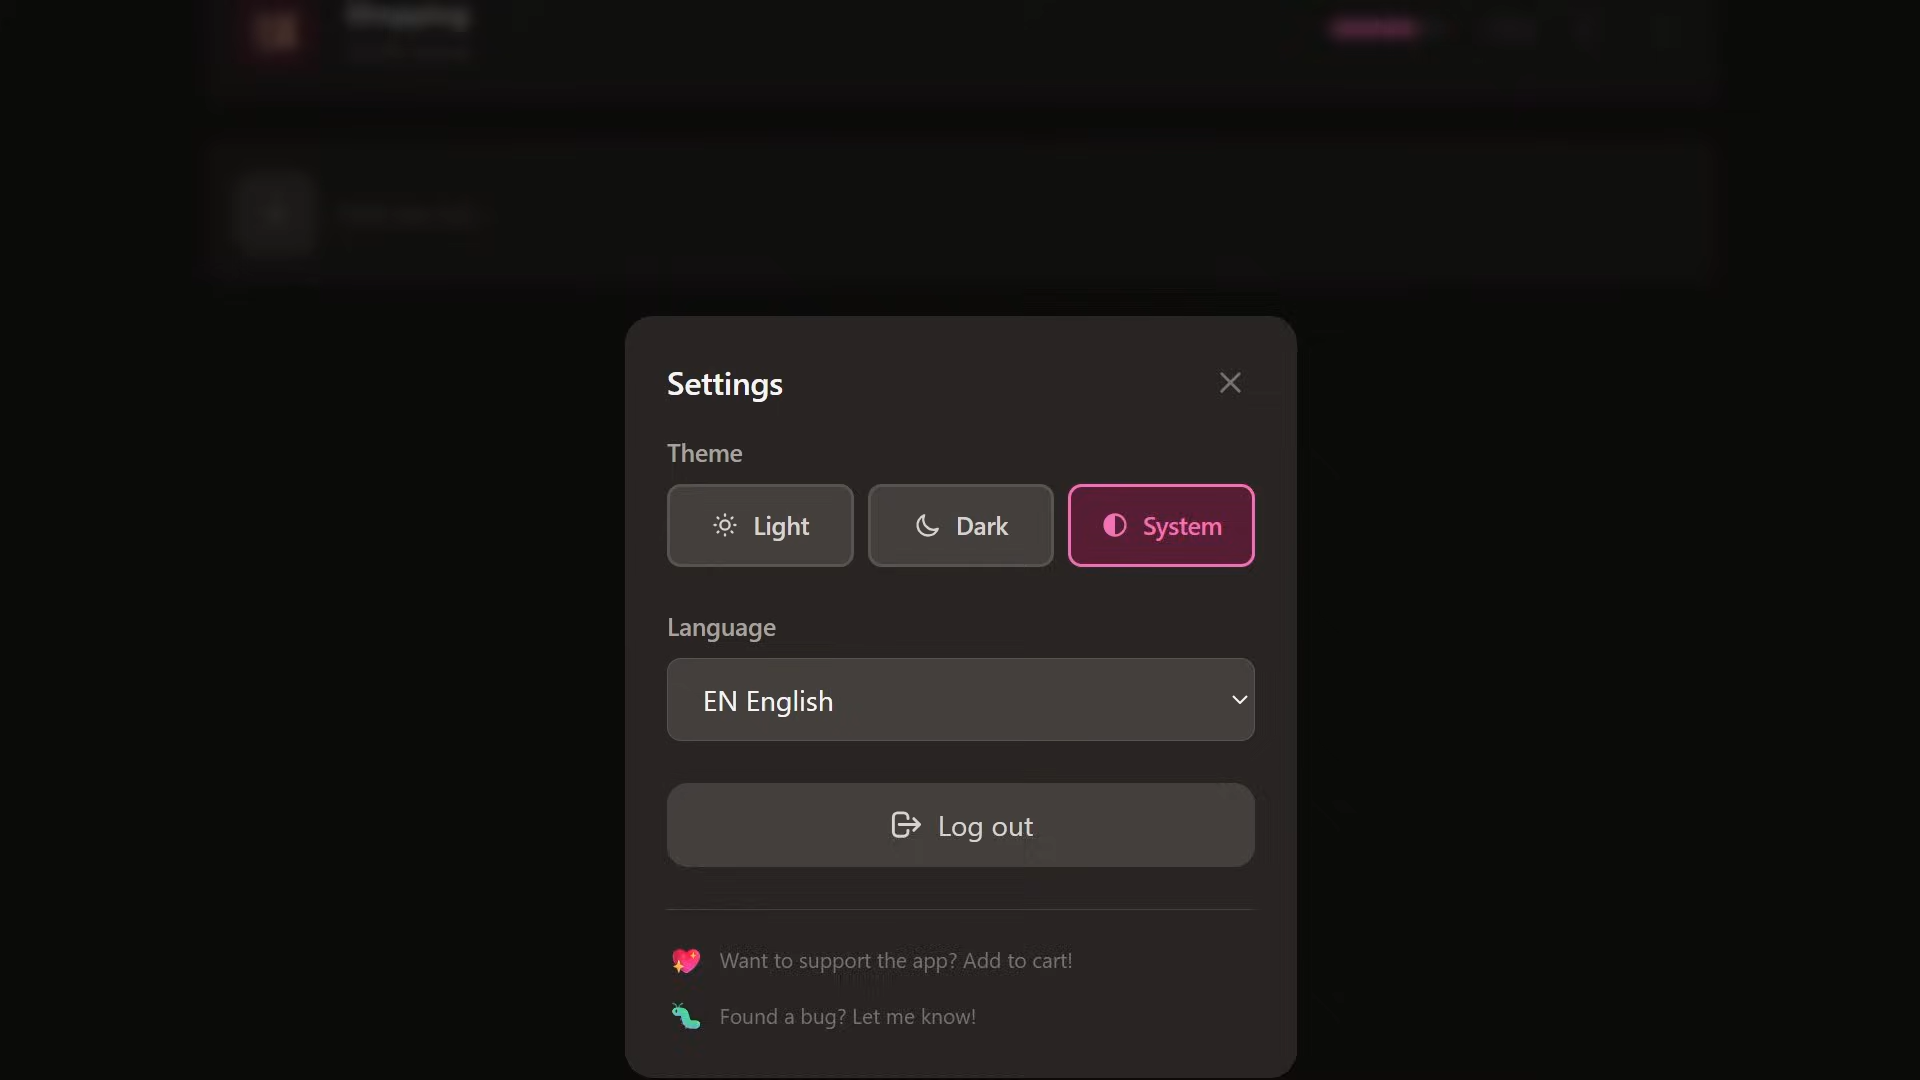 Shopping
Settings
Theme
Light
Dark
System
Language
EN English
Log out
Want to support the app? Add to cart!
Found a bug? Let me know!